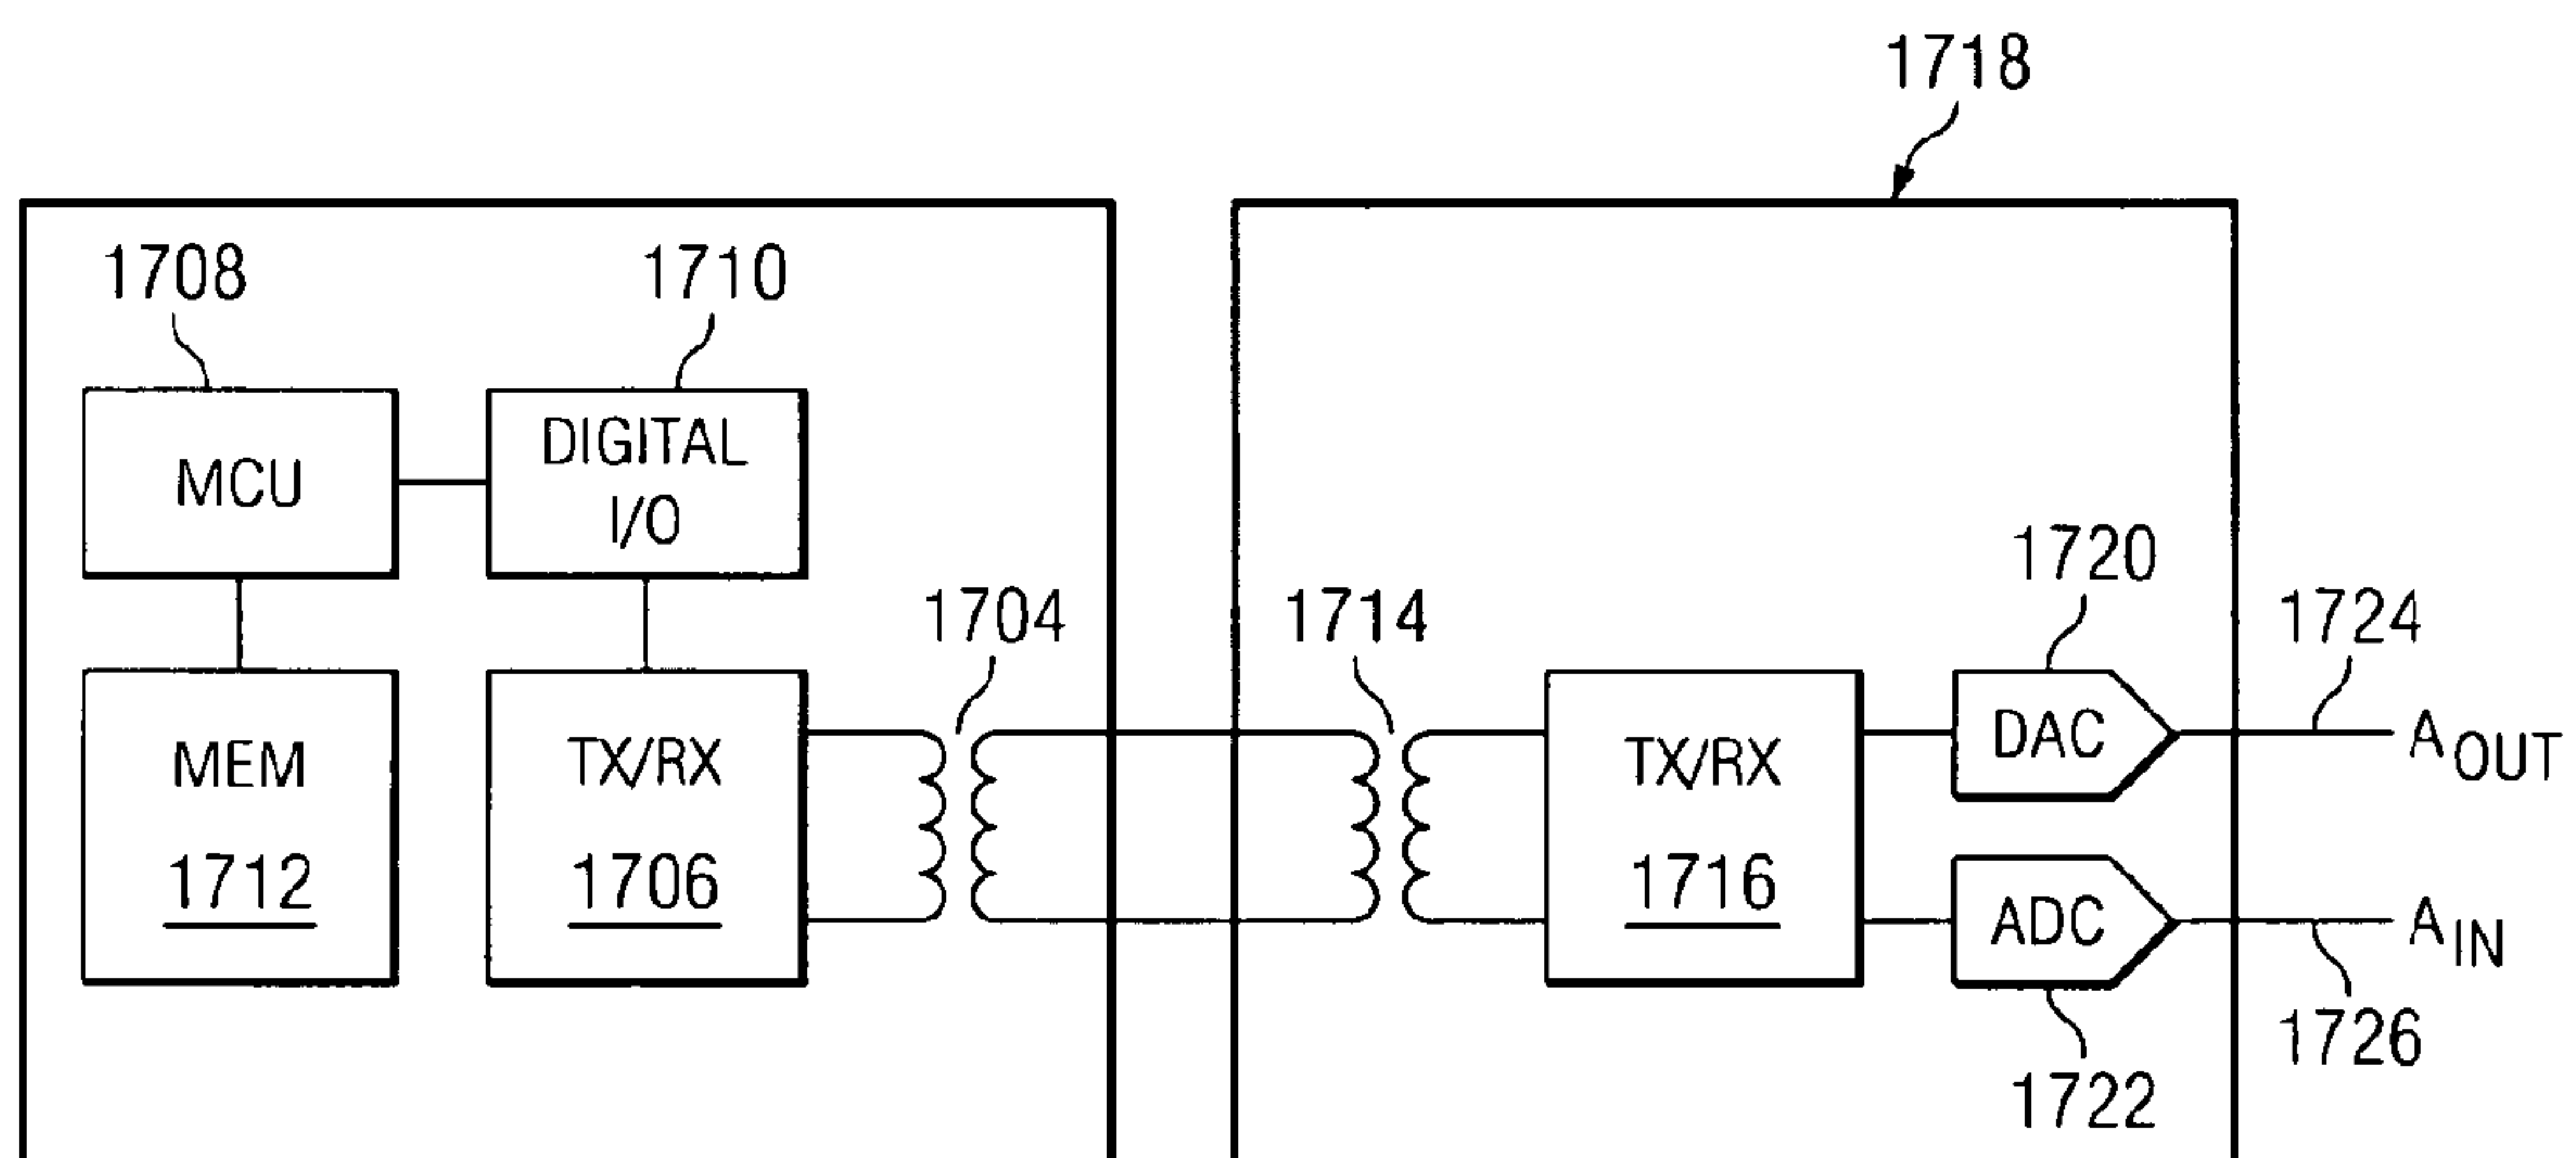 1718
1708
1710
MCU
DIGITAL
I/O
1720
1704
1714
1724
MEM
1712
TX/RX
1706
TX/RX
1716
DAC
AOUT
ADC
AIN
1726
1722